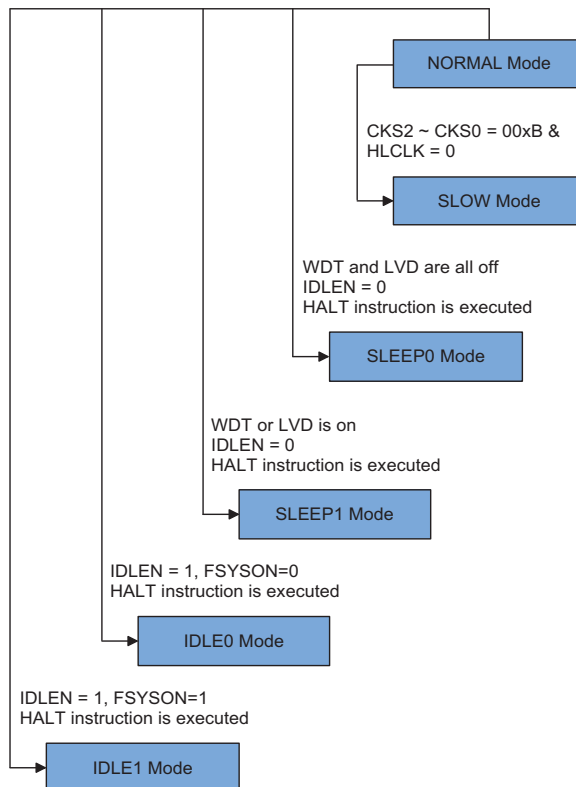 NORMAL Mode
CKS2 ~ CKS0 = 00xB &
HLCLK = 0
SLOW Mode
WDT and LVD are all off
IDLEN = 0
HALT instruction is executed
SLEEP0 Mode
WDT or LVD is on
IDLEN = 0
HALT instruction is executed
SLEEP1 Mode
IDLEN = 1, FSYSON=0
HALT instruction is executed
IDLE0 Mode
IDLEN = 1, FSYSON=1
HALT instruction is executed
IDLE1 Mode